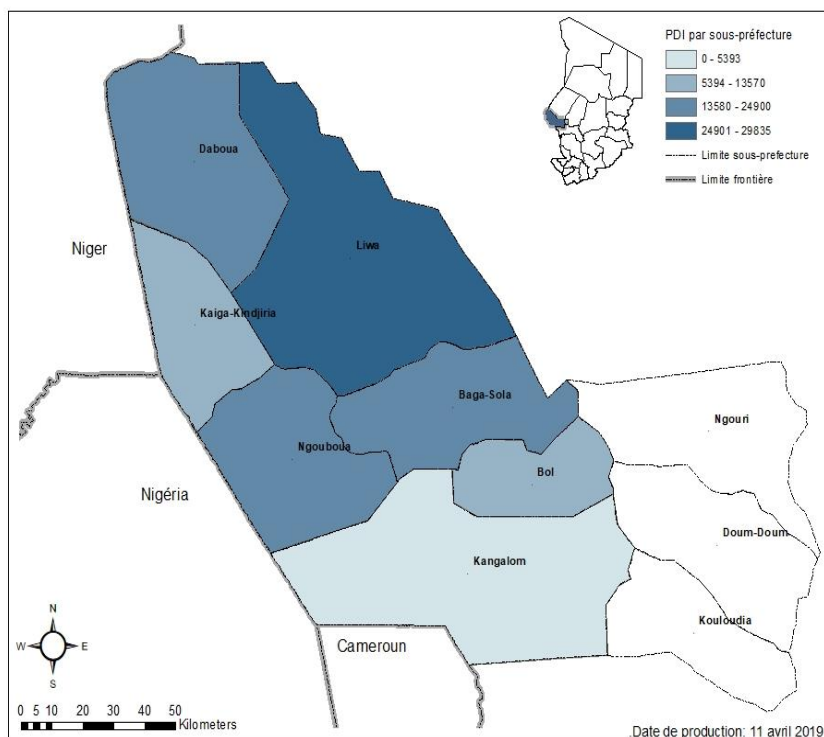 PDI par sous-préfecture
0 - 5393
5394 - 13570
13580 - 24900
24901 - 29835
Limite sous-prefecture
Limite frontière
Daboua
Niger
Liwa
Kaiga-Kindjiria
Baga-Sola
Ngouri
Ngouboua
Bol
Nigéria
Doum-Doum
Kangalom
Kouloudia
Cameroun
N
W
E
S
0 5 10 20 30 40 50
Kilometers
.Date de production: 11 avril 2019